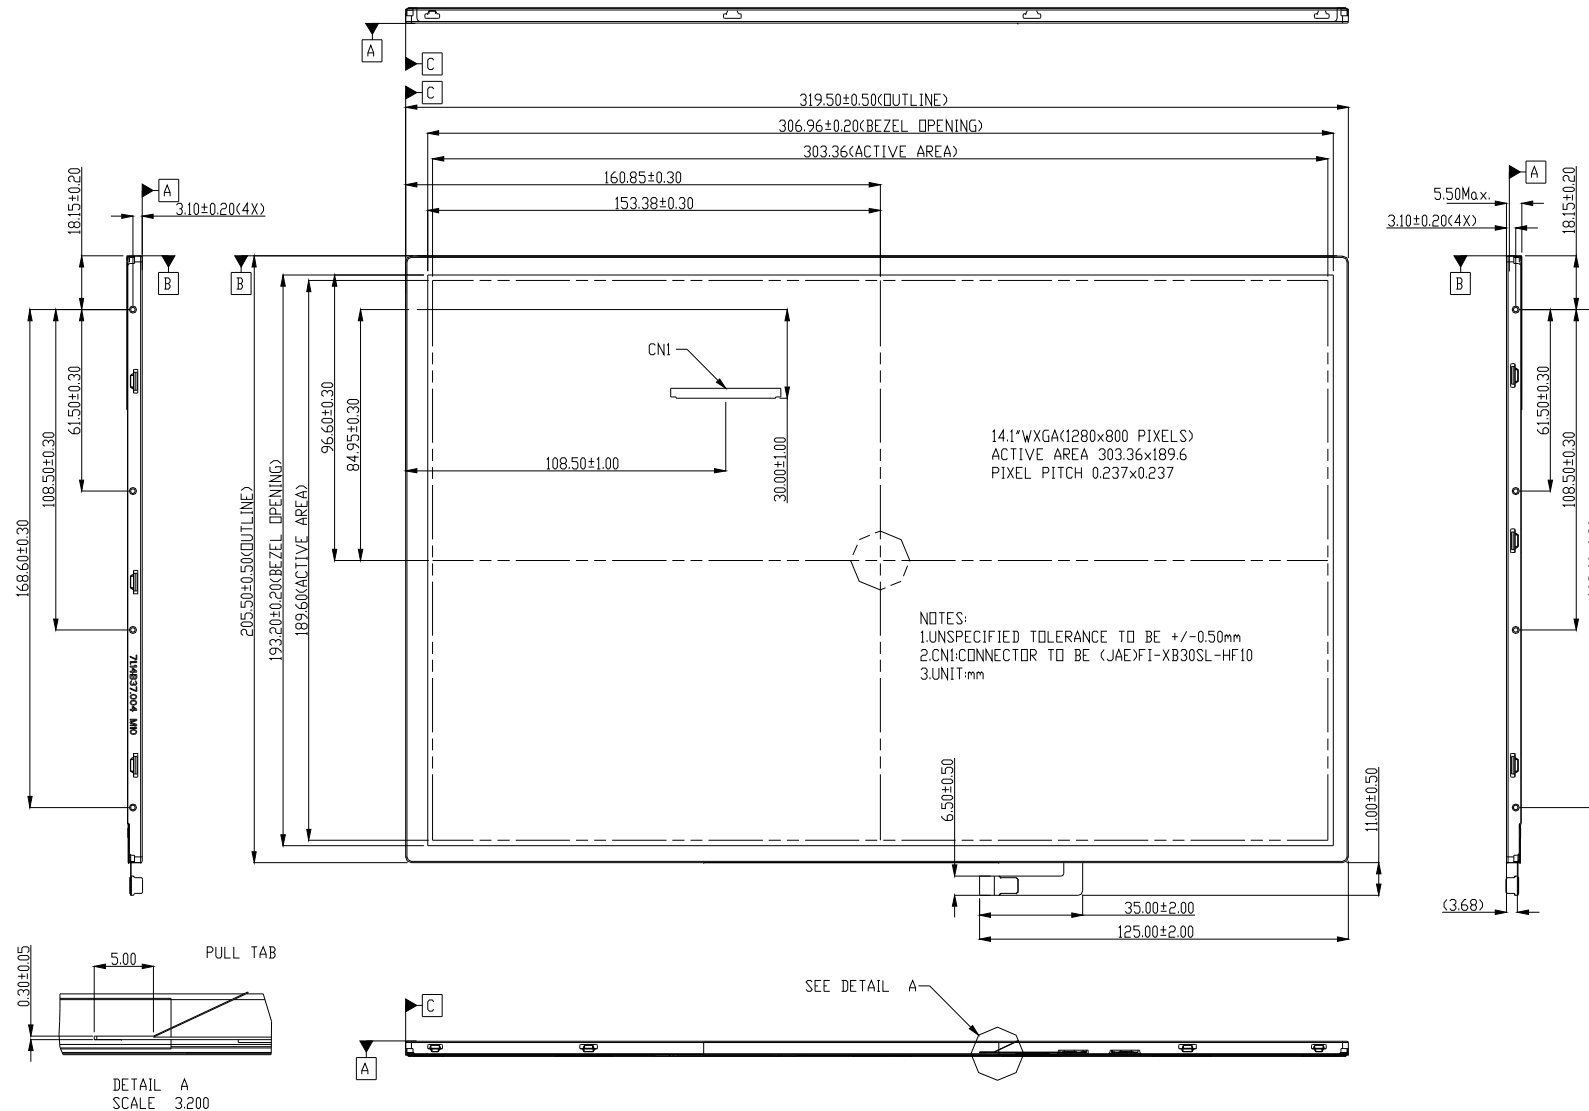 A
C
C
319.50±0.50(OUTLINE)
306.96±0.20(BEZEL OPENING)
303.36(ACTIVE AREA)
160.85±0.30
153.38±0.30
18.15±0.20
A
3.10±0.20(4X)
B
B
61.50±0.30
108.50±0.30
168.60±0.30
71.14B37.004 M10
205.50±0.50(OUTLINE)
193.20±0.20(BEZEL OPENING)
189.60(ACTIVE AREA)
96.60±0.30
84.95±0.30
CN1
108.50±1.00
30.00±1.00
14.1"WXGA(1280x800 PIXELS)
ACTIVE AREA 303.36x189.6
PIXEL PITCH 0.237x0.237
NOTES:
1.UNSPECIFIED TOLERANCE TO BE +/-0.50mm
2.CN1:CONNECTOR TO BE (JAE)FI-XB30SL-HF10
3.UNIT:mm
6.50±0.50
11.00±0.50
35.00±2.00
125.00±2.00
A
5.50Max.
3.10±0.20(4X)
18.15±0.20
B
61.50±0.30
108.50±0.30
(3.68)
PULL TAB
5.00
0.30±0.05
DETAIL A
SCALE 3.200
C
A
SEE DETAIL A